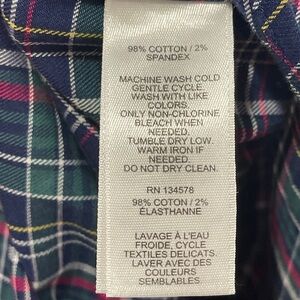 98% COTTON / 2%
SPANDEX
MACHINE WASH COLD
GENTLE CYCLE
WASH WITH LIKE
COLORS.
ONLY NON-CHLORINE
BLEACH WHEN
NEEDED.
TUMBLE DRY LOW.
WARM IRON IF
NEEDED.
DO NOT DRY CLEAN.
RN 134578
98% COTON / 2%
ÉLASTHANNE
LAVAGE À L'EAU
FROIDE, CYCLE
TEXTILES DÉLICATS.
LAVER AVEC DES
COULEURS
SEMBLABLES.